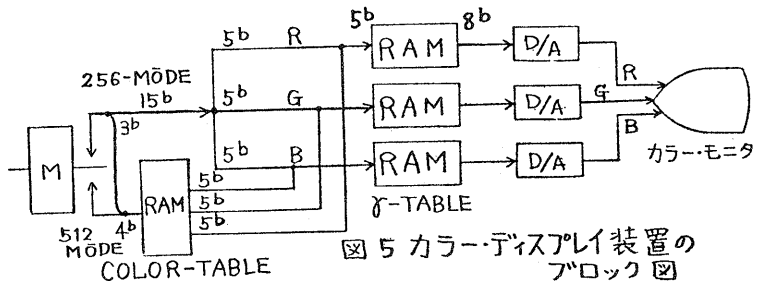 5b R 5b 8b
RAM D/A
256-MŌDE
15b 5b G RAM D/A
R
G
B
3b
M
5b B RAM D/A
カラー・モニタ
RAM 5b
5b
5b
γ-TABLE
4b
512
MŌDE
COLOR-TABLE
図5 カラー・ディスプレイ装置の
ブロック図